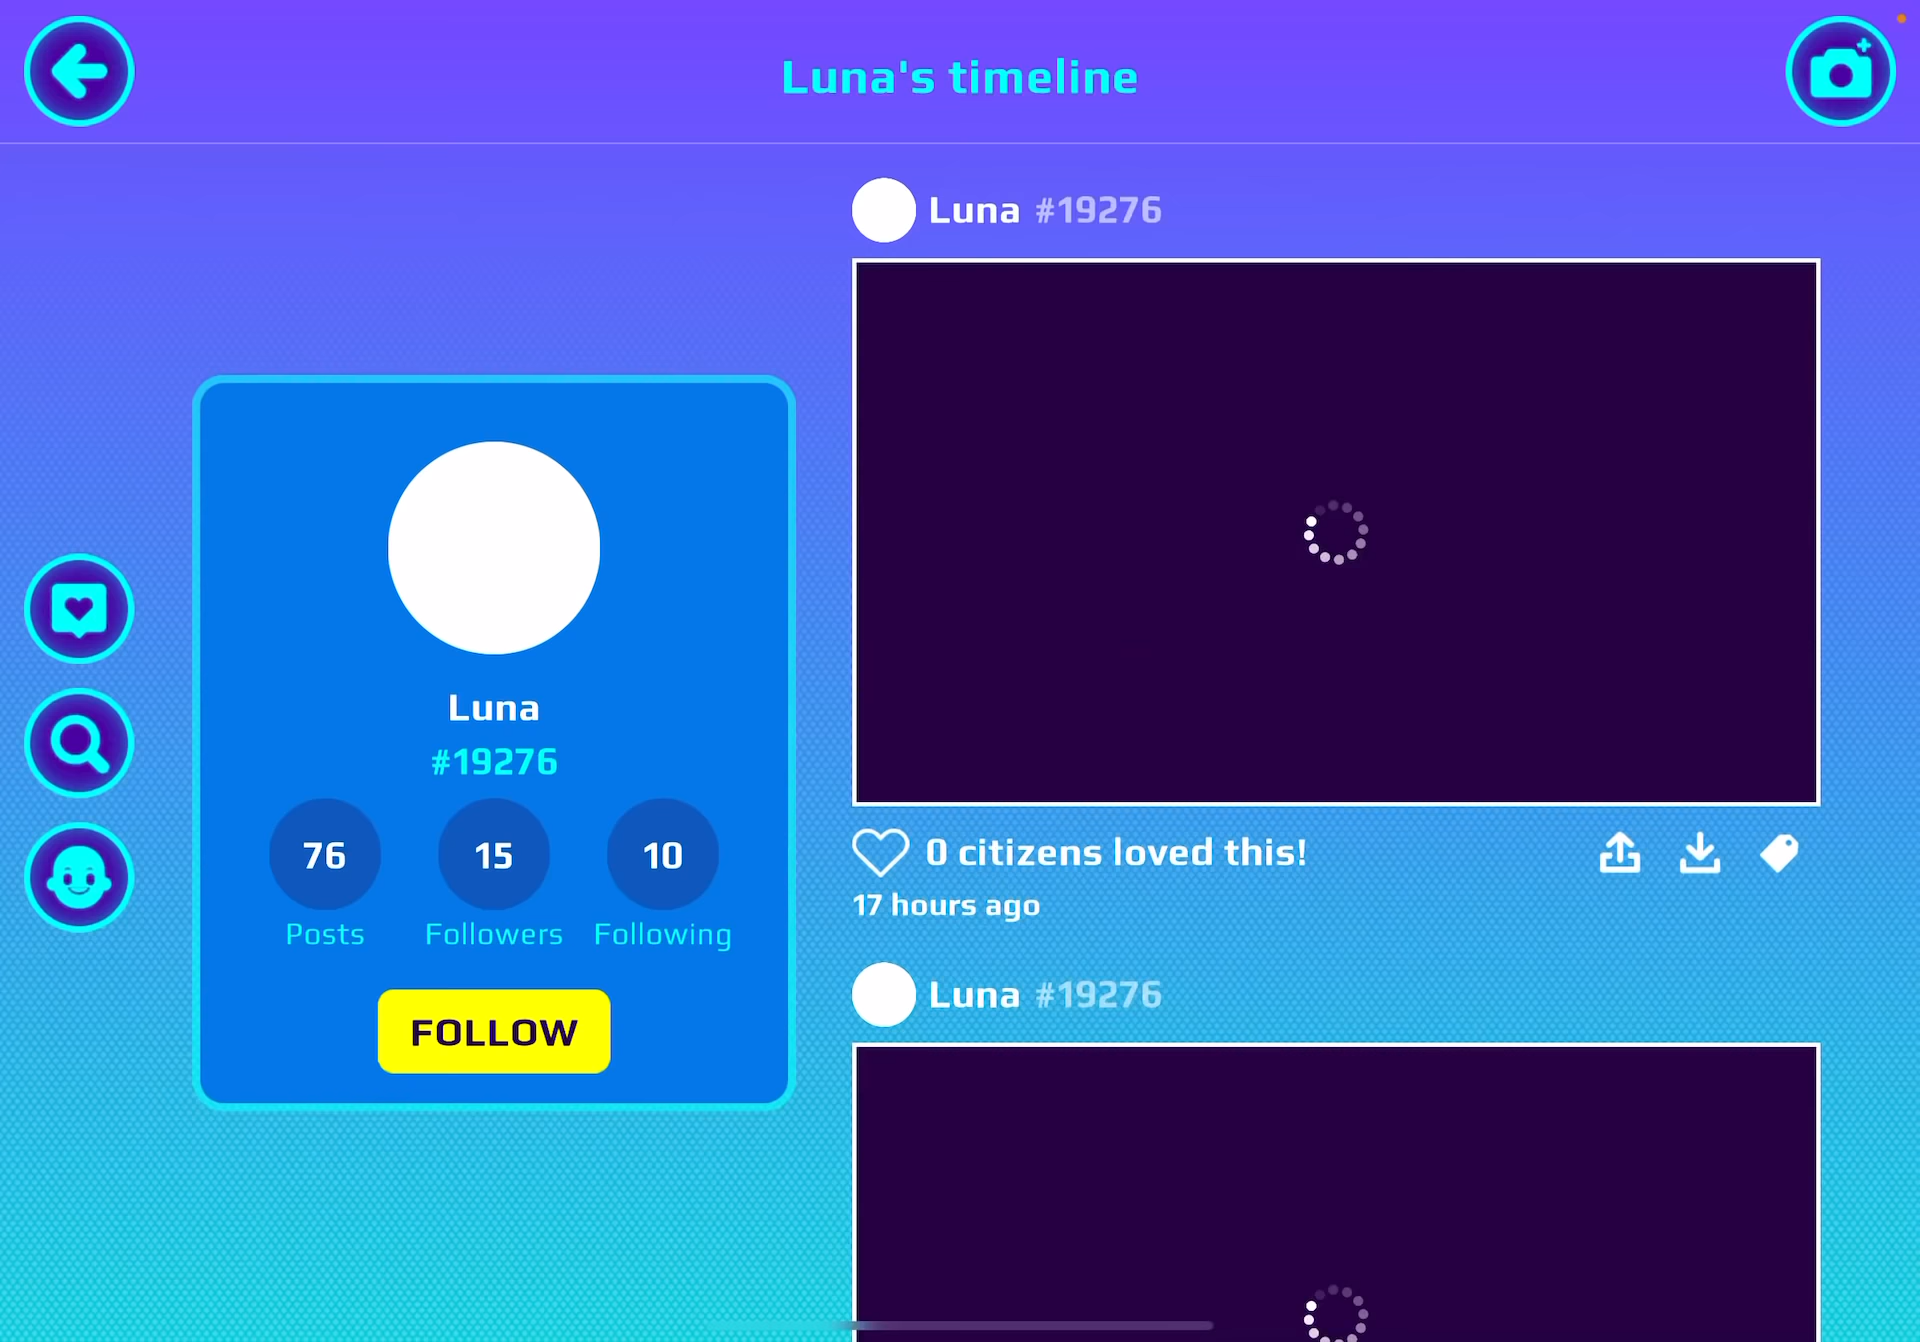 Luna's timeline
Luna #19276
Luna
#19276
76
15
10
Posts
Followers
Following
FOLLOW
0 citizens loved this!
17 hours ago
Luna #19276